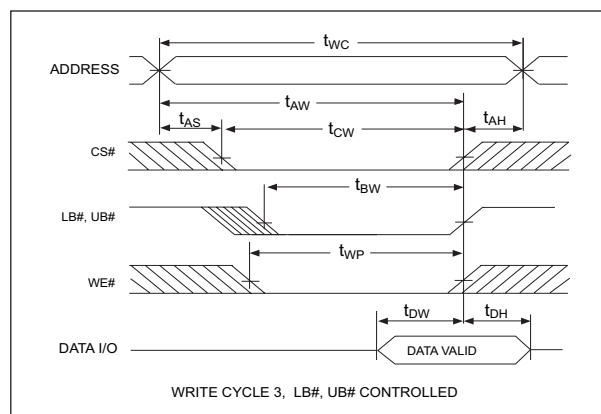 tWC
ADDRESS
tAW
tAS
tCW
tAH
CS#
tBW
LB#, UB#
tWP
WE#
tDW
tDH
DATA I/O
DATA VALID
WRITE CYCLE 3, LB#, UB# CONTROLLED